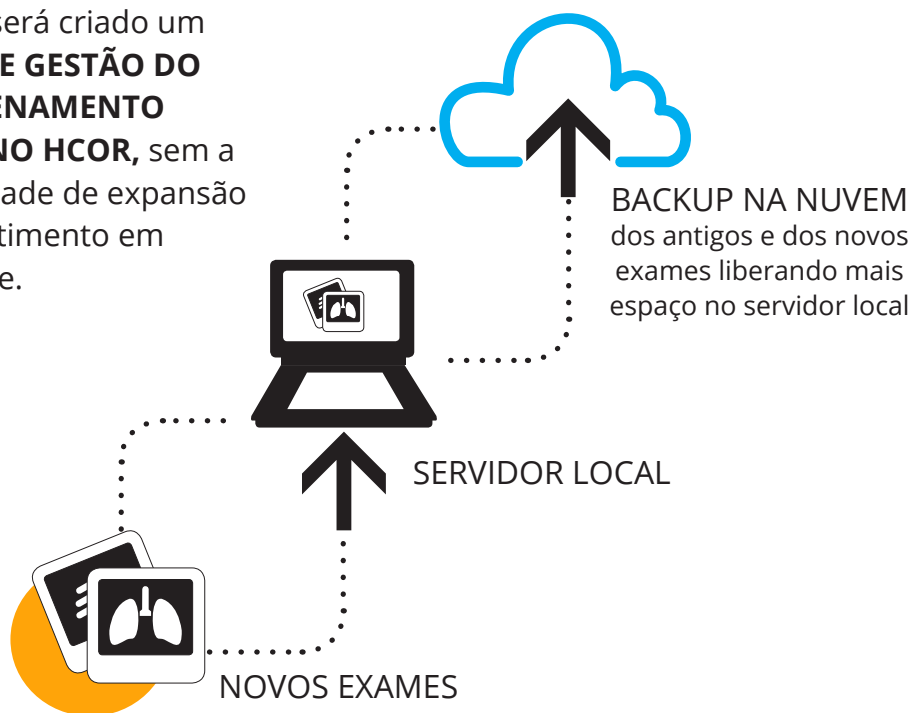 será criado um
E GESTÃO DO
ENAMENTO
NO HCOR, sem a
ade de expansão
timento em
e.
BACKUP NA NUVEM
dos antigos e dos novos
exames liberando mais
espaço no servidor local
SERVIDOR LOCAL
NOVOS EXAMES